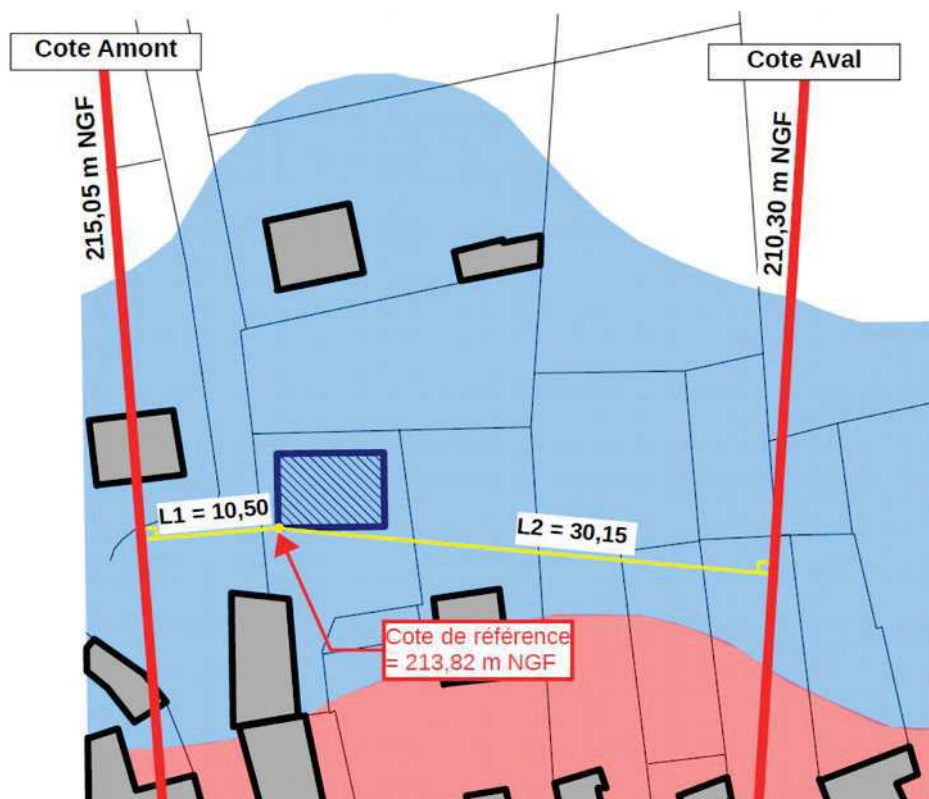 Cote Amont
Cote Aval
215,05 m NGF
210,30 m NGF
L1 = 10,50
L2 = 30,15
Cote de référence
= 213,82 m NGF